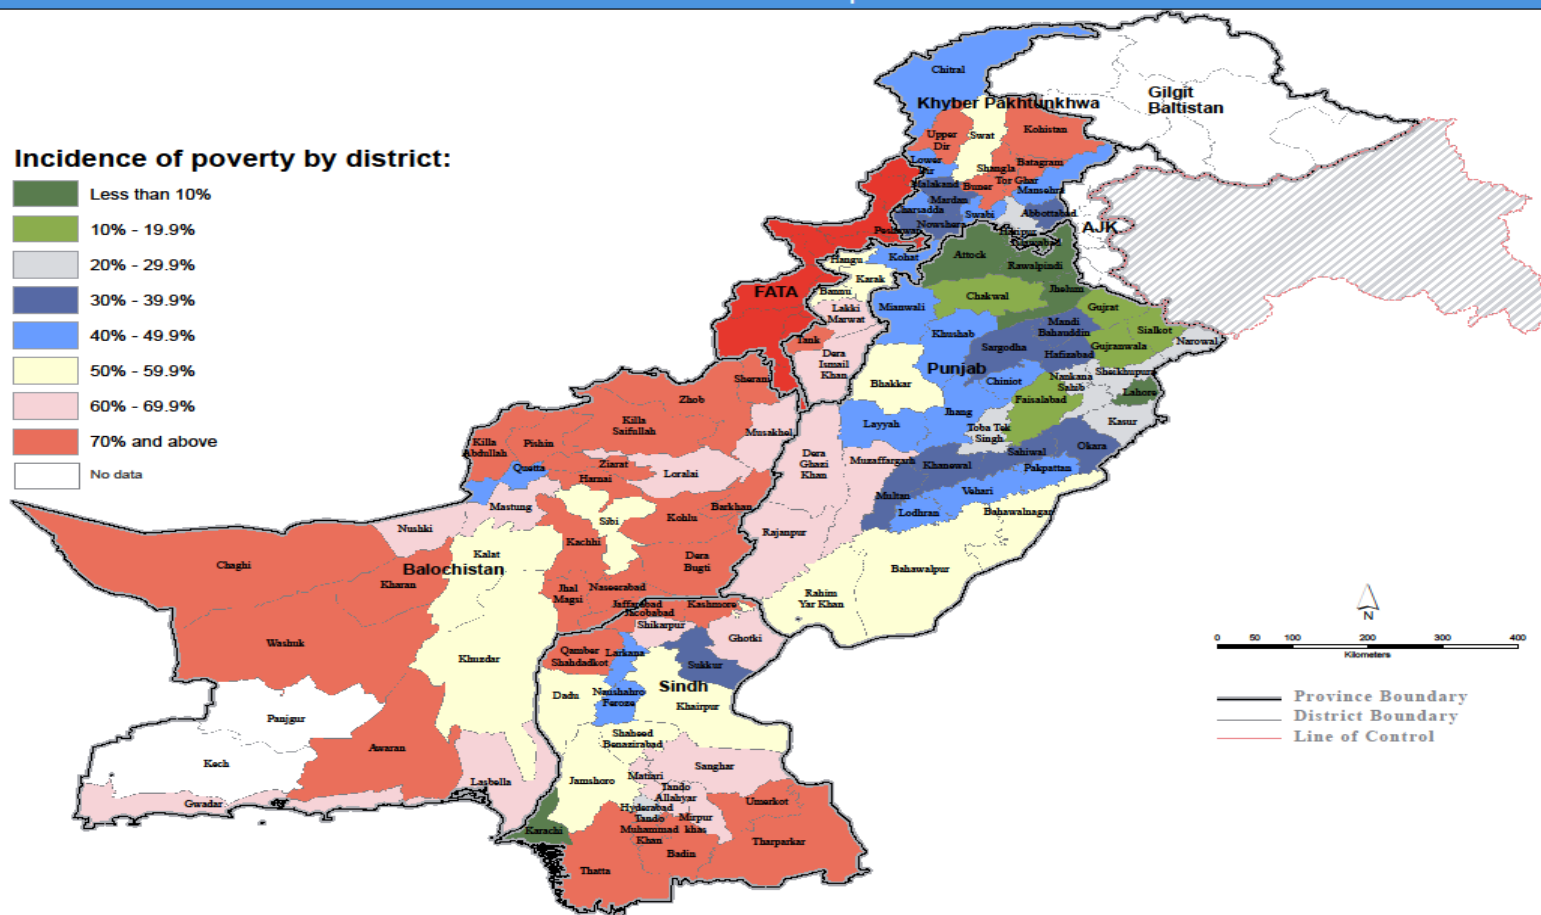 Incidence of poverty by district:
Less than 10%
10% - 19.9%
20% - 29.9%
30% - 39.9%
40% - 49.9%
50% - 59.9%
60% - 69.9%
70% and above
No data
Chitral
Khyber Pakhtunkhwa
Gilgit
Baltistan
Upper
Dir
Swat
Kohistan
Lower
Dir
Shangla
Batagram
Tor Ghar
Malakand
Buner
Mansehra
Mardan
Charsadda
Swabi
Abbottabad
Nowshera
Peshawar
Haripur
AJK
Hangu
Kohat
Attock
Rawalpindi
Karak
FATA
Bannu
Jhelum
Lakki
Marwat
Mianwali
Chakwal
Gujrat
Tank
Khushab
Mandi
Bahauddin
Sialkot
Dera
Ismail
Khan
Sargodha
Hafizabad
Gujranwala
Narowal
Sherani
Bhakkar
Punjab
Chiniot
Nankana
Sahib
Sheikhupura
Zhob
Faisalabad
Lahore
Killa
Saifullah
Musakhel
Layyah
Jhang
Toba Tek
Singh
Kasur
Killa
Abdullah
Pishin
Dera
Ghazi
Khan
Muzaffargarh
Khanewal
Sahiwal
Okara
Quetta
Ziarat
Harnai
Loralai
Pakpattan
Multan
Vehari
Mastung
Barkhan
Lodhran
Bahawalnagar
Nushki
Sibi
Kohlu
Rajanpur
Kachhi
Chaghi
Kalat
Balochistan
Dera
Bugti
Bahawalpur
Kharan
Jhal
Magsi
Naseerabad
Rahim
Yar Khan
Jaffarabad
Jacobabad
Kashmore
Shikarpur
Washuk
Ghotki
Qamber
Shahdadkot
Larkana
Khuzdar
Sukkur
Dadu
Naushahro
Feroze
Sindh
Khairpur
Panjgur
Awaran
Shaheed
Benazirabad
Kech
Lasbella
Jamshoro
Matiari
Sanghar
Tando
Allahyar
Gwadar
Hyderabad
Umerkot
Tando
Muhammad
Khan
Mirpur
khas
Karachi
Badin
Tharparkar
Thatta
N
0 50 100 200 300 400
Kilometers
Province Boundary
District Boundary
Line of Control